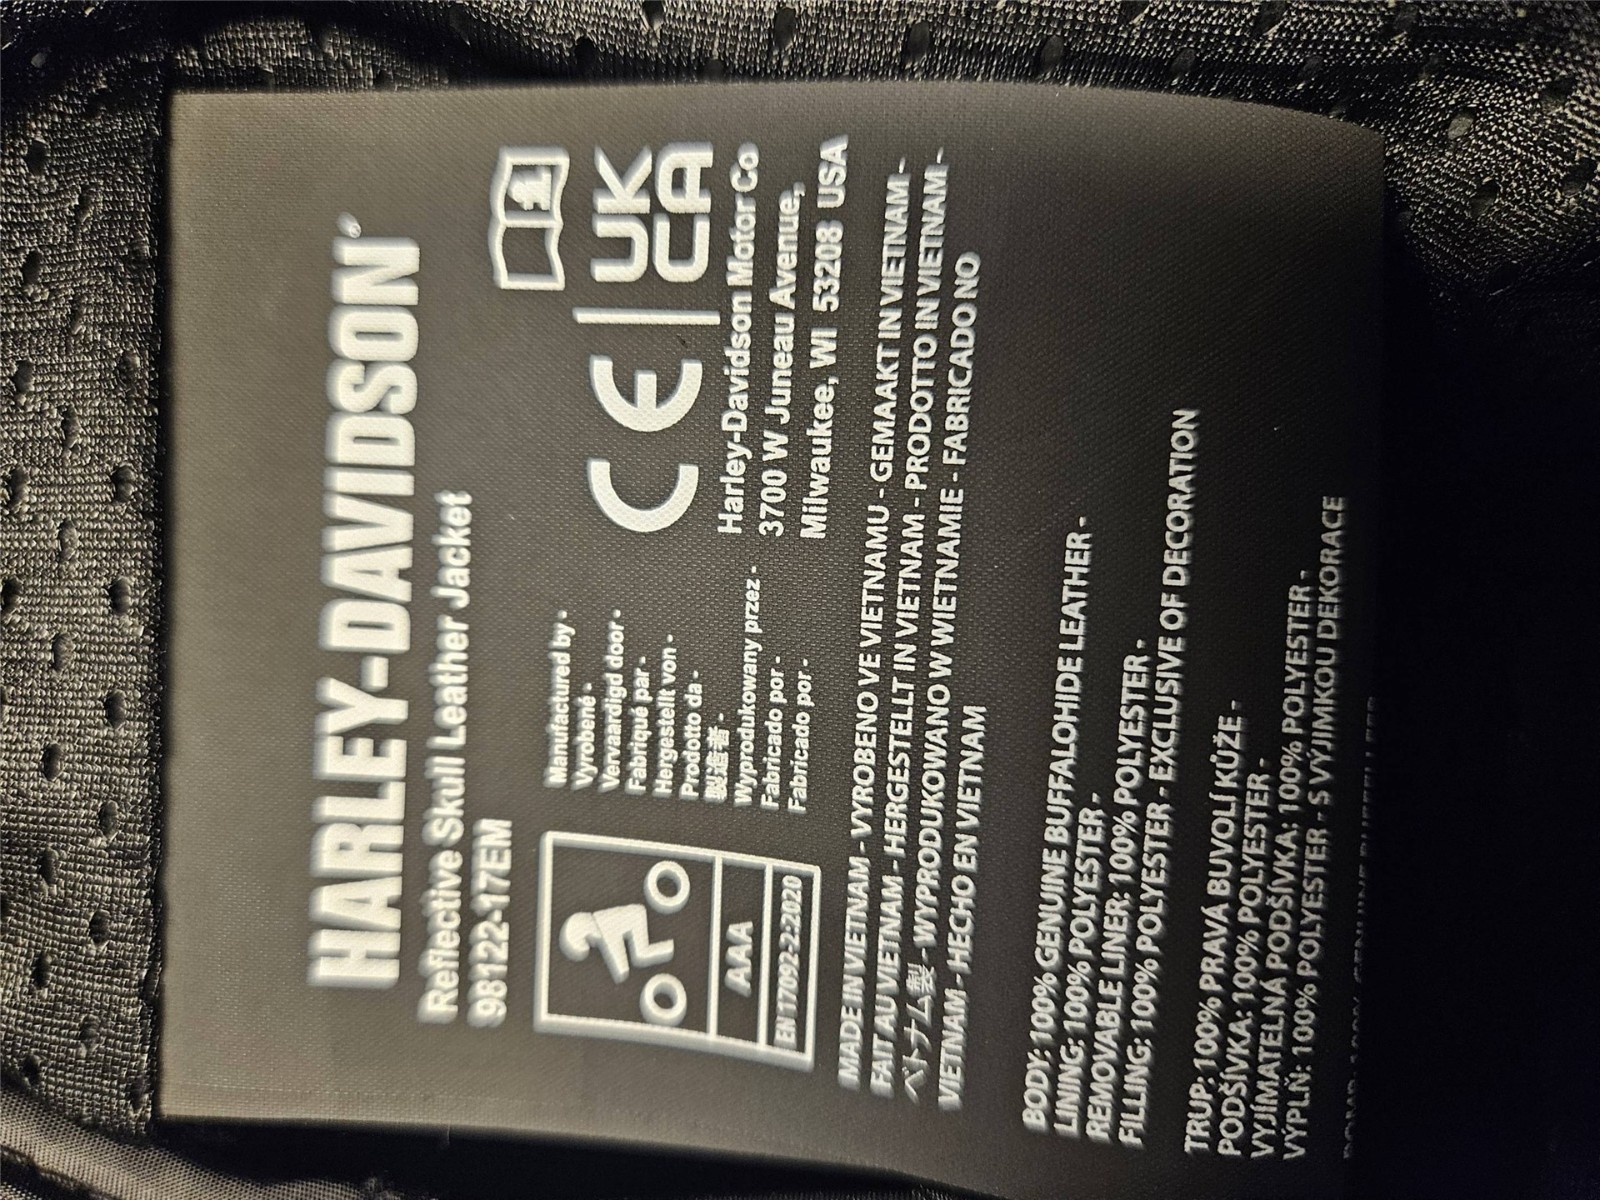 HARLEY-DAVIDSON®
Reflective Skull Leather Jacket
98122-17EM
AAA
EN 17092-2:2020
Manufactured by -
Vyrobené -
Vervaardigd door -
Fabriqué par -
Hergestellt von -
Prodotto da -
製造者 -
Wyprodukowany przez -
Fabricado por -
Fabricado por -
i
CE
UK
CA
Harley-Davidson Motor Co
3700 W Juneau Avenue,
Milwaukee, WI 53208 USA
MADE IN VIETNAM - VYROBENO VE VIETNAMU - GEMAAKT IN VIETNAM -
FAIT AU VIETNAM - HERGESTELLT IN VIETNAM - PRODOTTO IN VIETNAM -
ベトナム製 - WYPRODUKOWANO W WIETNAMIE - FABRICADO NO
VIETNAM - HECHO EN VIETNAM
BODY: 100% GENUINE BUFFALOHIDE LEATHER -
LINING: 100% POLYESTER -
REMOVABLE LINER: 100% POLYESTER -
FILLING: 100% POLYESTER - EXCLUSIVE OF DECORATION
TRUP: 100% PRAVÁ BUVOLÍ KŮŽE -
PODŠÍVKA: 100% POLYESTER -
VYJÍMATELNÁ PODŠÍVKA: 100% POLYESTER -
VÝPLŇ: 100% POLYESTER - S VÝJIMKOU DEKORACE